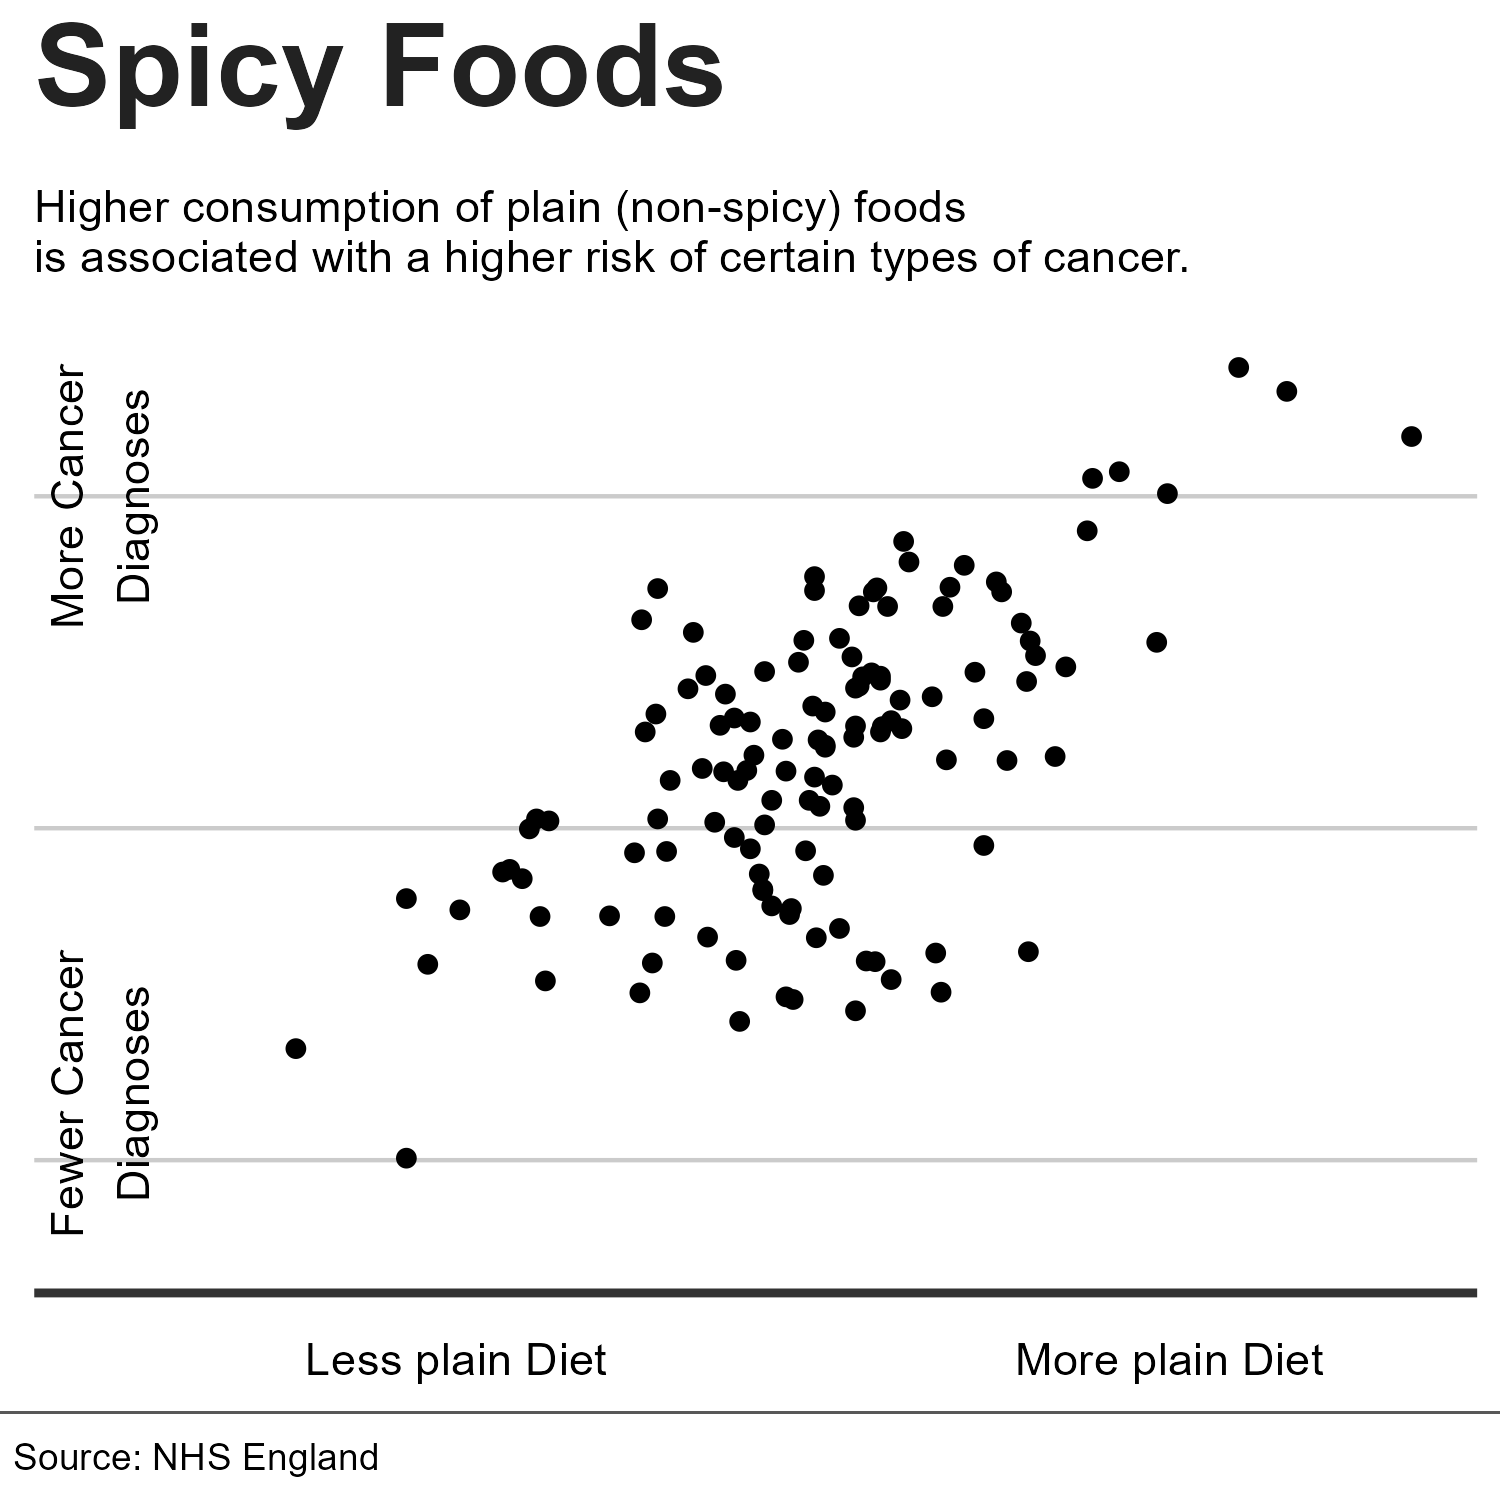 Spicy Foods
Higher consumption of plain (non-spicy) foods
is associated with a higher risk of certain types of cancer.
More Cancer
Diagnoses
Fewer Cancer
Diagnoses
Less plain Diet
More plain Diet
Source: NHS England